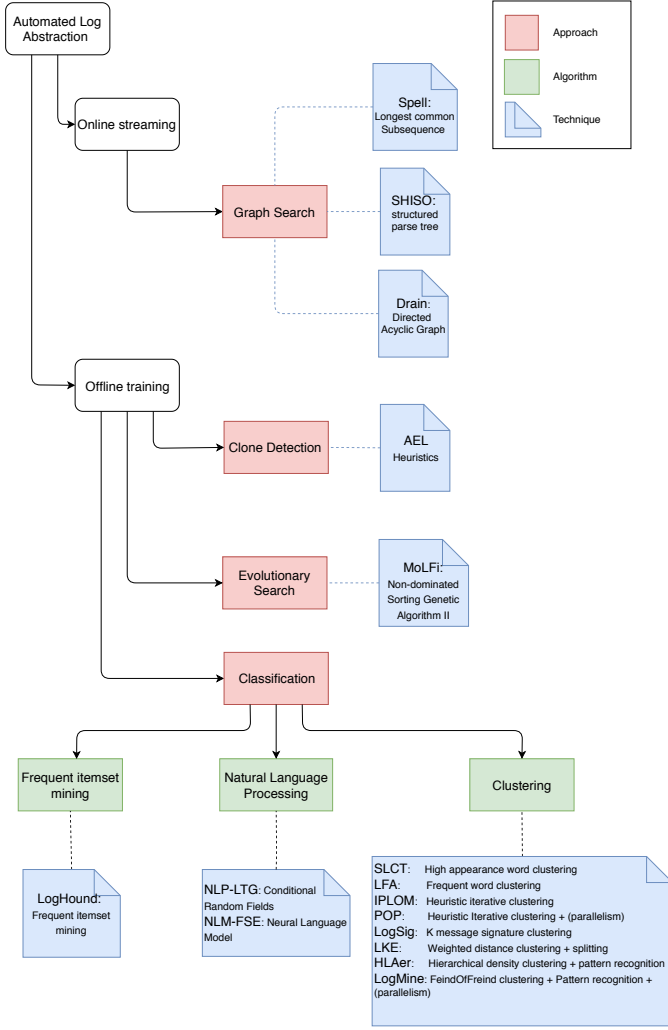 Automated Log
Abstraction
Approach
Algorithm
Technique
Online streaming
Spell:
Longest common
Subsequence
Graph Search
SHISO:
structured
parse tree
Drain:
Directed
Acyclic Graph
Offline training
Clone Detection
AEL
Heuristics
Evolutionary
Search
MoLFi:
Non-dominated
Sorting Genetic
Algorithm II
Classification
Frequent itemset
mining
Natural Language
Processing
Clustering
LogHound:
Frequent itemset
mining
NLP-LTG: Conditional
Random Fields
NLM-FSE: Neural Language
Model
SLCT: High appearance word clustering
LFA: Frequent word clustering
IPLOM: Heuristic iterative clustering
POP: Heuristic Iterative clustering + (parallelism)
LogSig: K message signature clustering
LKE: Weighted distance clustering + splitting
HLAer: Hierarchical density clustering + pattern recognition
LogMine: FeindOfFreind clustering + Pattern recognition +
(parallelism)